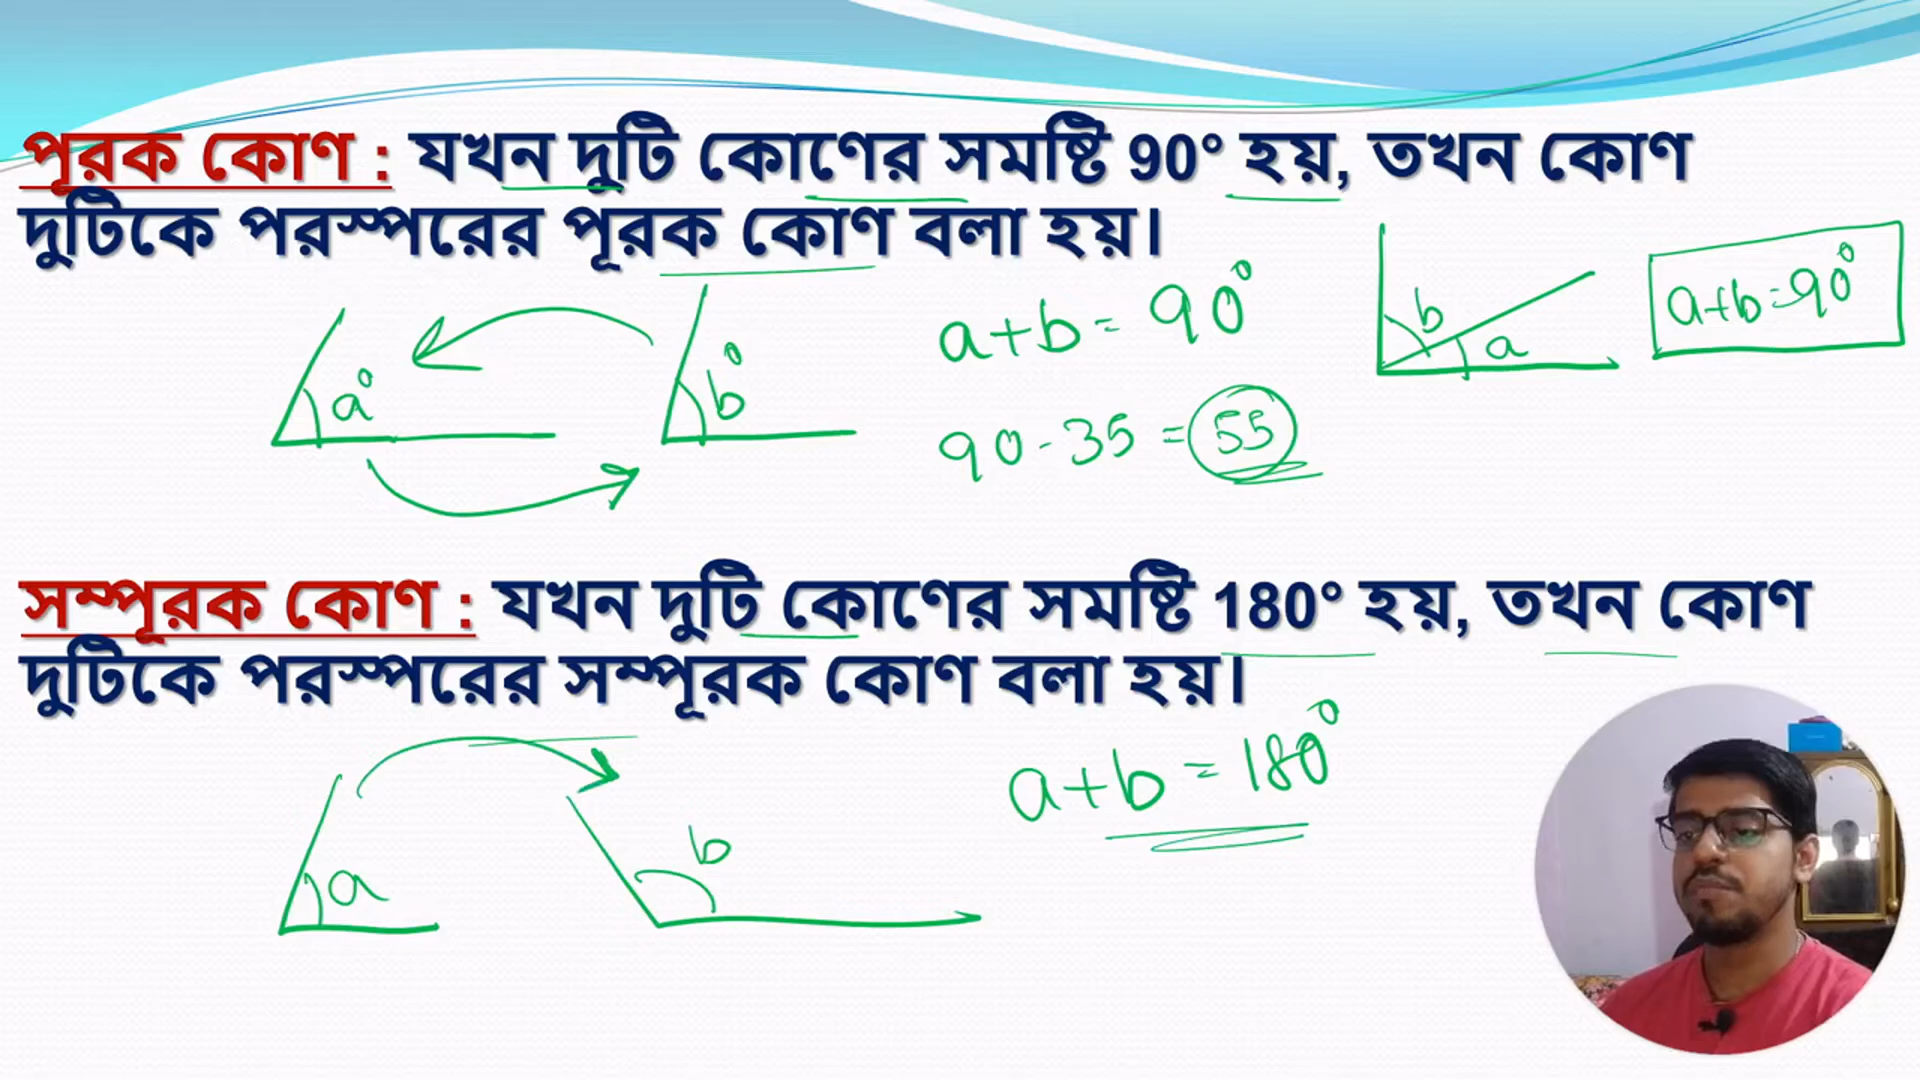 পূরক কোণ : যখন দুটি কোণের সমষ্টি 90° হয়, তখন কোণ
দুটিকে পরস্পরের পূরক কোণ বলা হয়।
a° b° a+b=90° b a a+b=90°
90-35=55
সম্পূরক কোণ : যখন দুটি কোণের সমষ্টি 180° হয়, তখন কোণ
দুটিকে পরস্পরের সম্পূরক কোণ বলা হয়।
a b a+b=180°